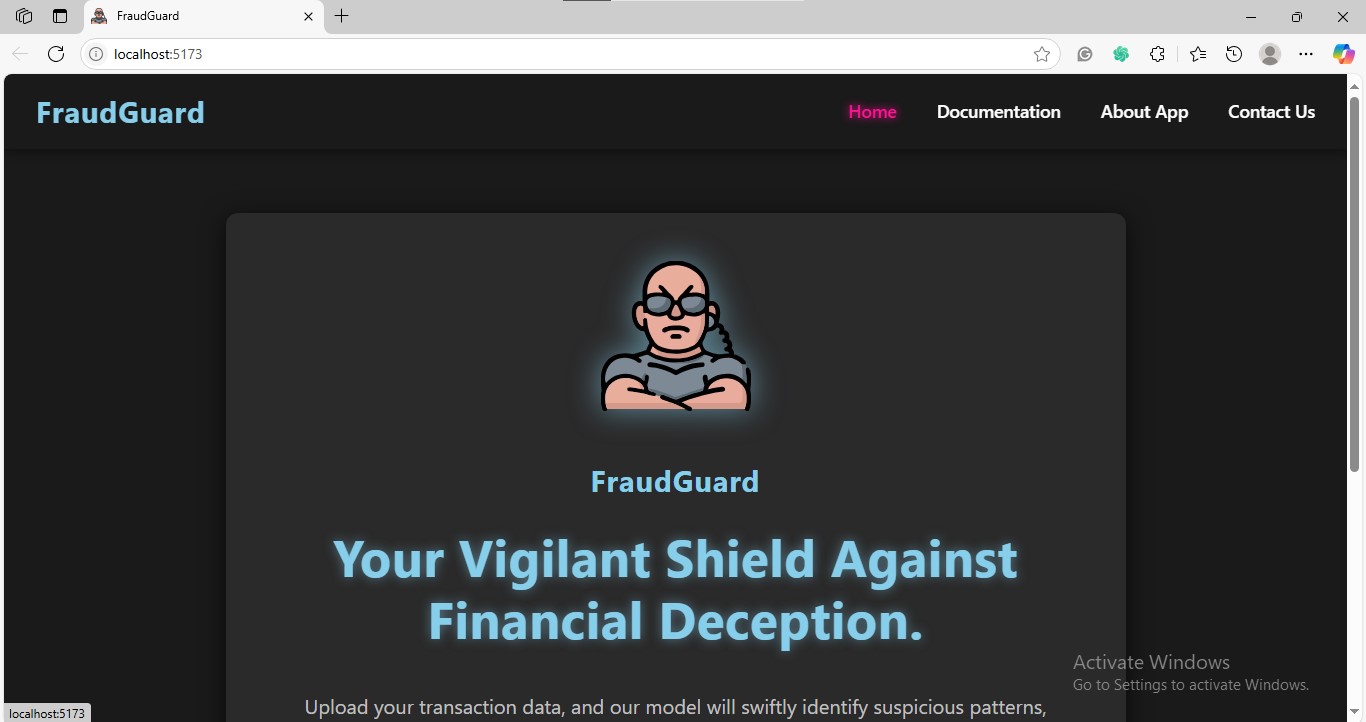 FraudGuard
localhost:5173
FraudGuard
Home
Documentation
About App
Contact Us
FraudGuard
Your Vigilant Shield Against
Financial Deception.
Upload your transaction data, and our model will swiftly identify suspicious patterns,
Activate Windows
Go to Settings to activate Windows.
localhost:5173